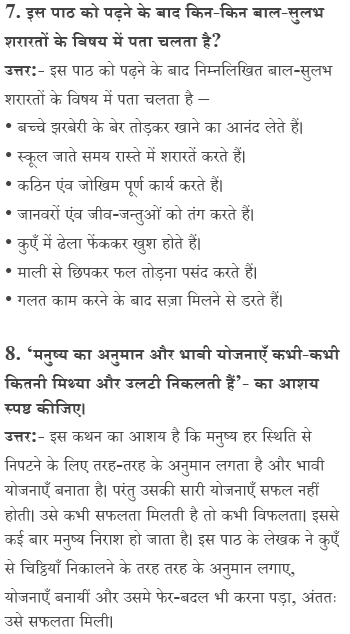 7. इस पाठ को पढ़ने के बाद किन-किन बाल-सुलभ
शरारतों के विषय में पता चलता है?
उत्तर:- इस पाठ को पढ़ने के बाद निम्नलिखित बाल-सुलभ
शरारतों के विषय में पता चलता है –
• बच्चे झरबेरी के बेर तोड़कर खाने का आनंद लेते हैं।
• स्कूल जाते समय रास्ते में शरारतें करते हैं।
• कठिन एंव जोखिम पूर्ण कार्य करते हैं।
• जानवरों एंव जीव-जन्तुओं को तंग करते हैं।
• कुएँ में ढेला फेंककर खुश होते हैं।
• माली से छिपकर फल तोड़ना पसंद करते हैं।
• गलत काम करने के बाद सज़ा मिलने से डरते हैं।
8. ‘मनुष्य का अनुमान और भावी योजनाएँ कभी-कभी
कितनी मिथ्या और उलटी निकलती हैं’- का आशय
स्पष्ट कीजिए।
उत्तर:- इस कथन का आशय है कि मनुष्य हर स्थिति से
निपटने के लिए तरह-तरह के अनुमान लगता है और भावी
योजनाएँ बनाता है। परंतु उसकी सारी योजनाएँ सफल नहीं
होती। उसे कभी सफलता मिलती है तो कभी विफलता। इससे
कई बार मनुष्य निराश हो जाता है। इस पाठ के लेखक ने कुएँ
से चिट्ठियाँ निकालने के तरह तरह के अनुमान लगाए,
योजनाएँ बनायीं और उसमे फेर-बदल भी करना पड़ा, अंततः
उसे सफलता मिली।